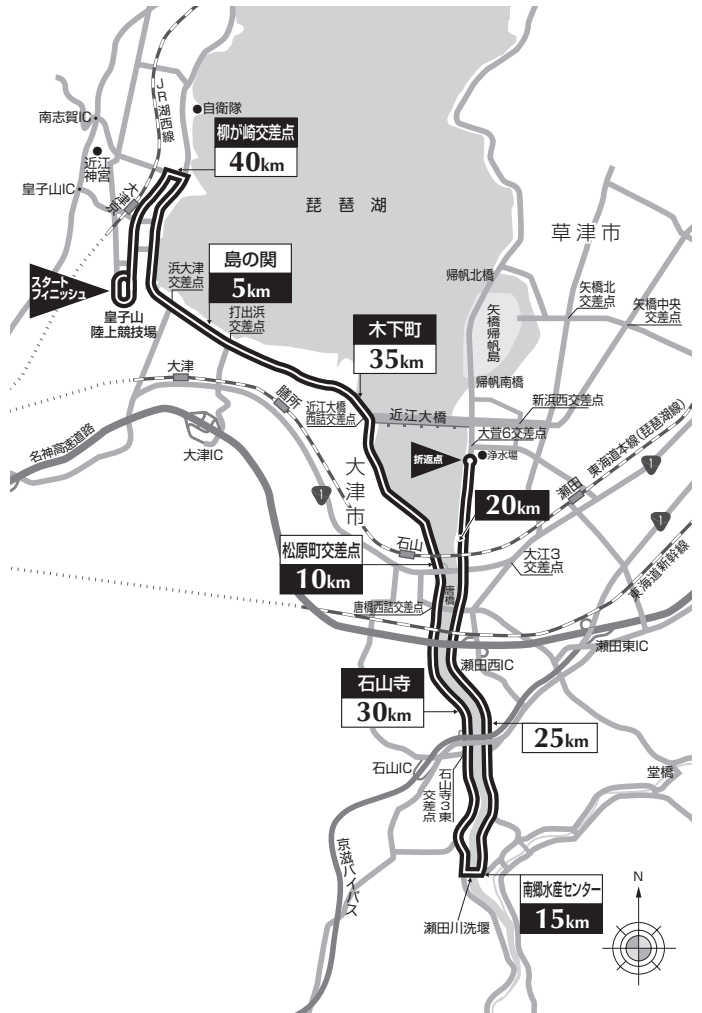 JR湖西線
自衛隊
南志賀IC
柳が崎交差点
40km
近江
神宮
皇子山IC
大津京
琵琶湖
草津市
スタート
フィニッシュ
島の関
5km
浜大津
交差点
打出浜
交差点
皇子山
陸上競技場
帰帆北橋
矢橋北
交差点
矢橋中央
交差点
矢橋帰帆島
木下町
35km
帰帆南橋
大津
膳所
近江大橋
西詰交差点
近江大橋
新浜西交差点
大萱6交差点
名神高速道路
大津IC
折返点
浄水場
東海道本線(琵琶湖線)
瀬田
大津市
1
1
1
20km
石山
松原町交差点
10km
大江3
交差点
東海道新幹線
唐橋
唐橋西詰交差点
瀬田西IC
瀬田東IC
石山寺
30km
25km
石山IC
石山寺3東
交差点
堂橋
京滋バイパス
南郷水産センター
15km
瀬田川洗堰
N